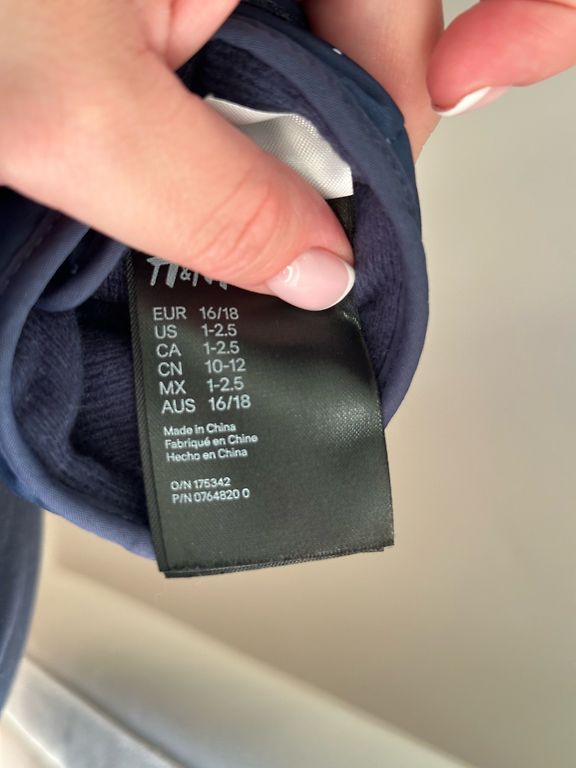 H&M
EUR 16/18
US 1-2.5
CA 1-2.5
CN 10-12
MX 1-2.5
AUS 16/18
Made in China
Fabriqué en Chine
Hecho en China
O/N 175342
P/N 0764820 0